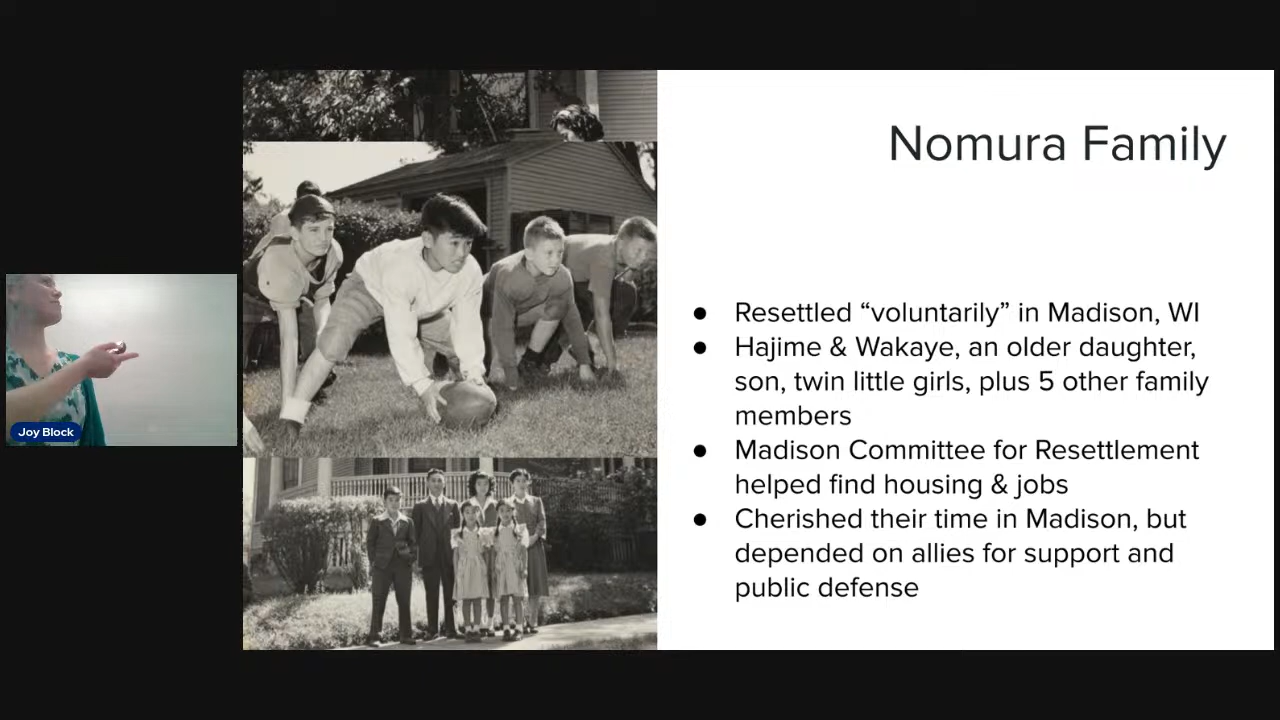 Nomura Family
● Resettled “voluntarily” in Madison, WI
● Hajime & Wakaye, an older daughter,
son, twin little girls, plus 5 other family
members
● Madison Committee for Resettlement
helped find housing & jobs
● Cherished their time in Madison, but
depended on allies for support and
public defense
Joy Block